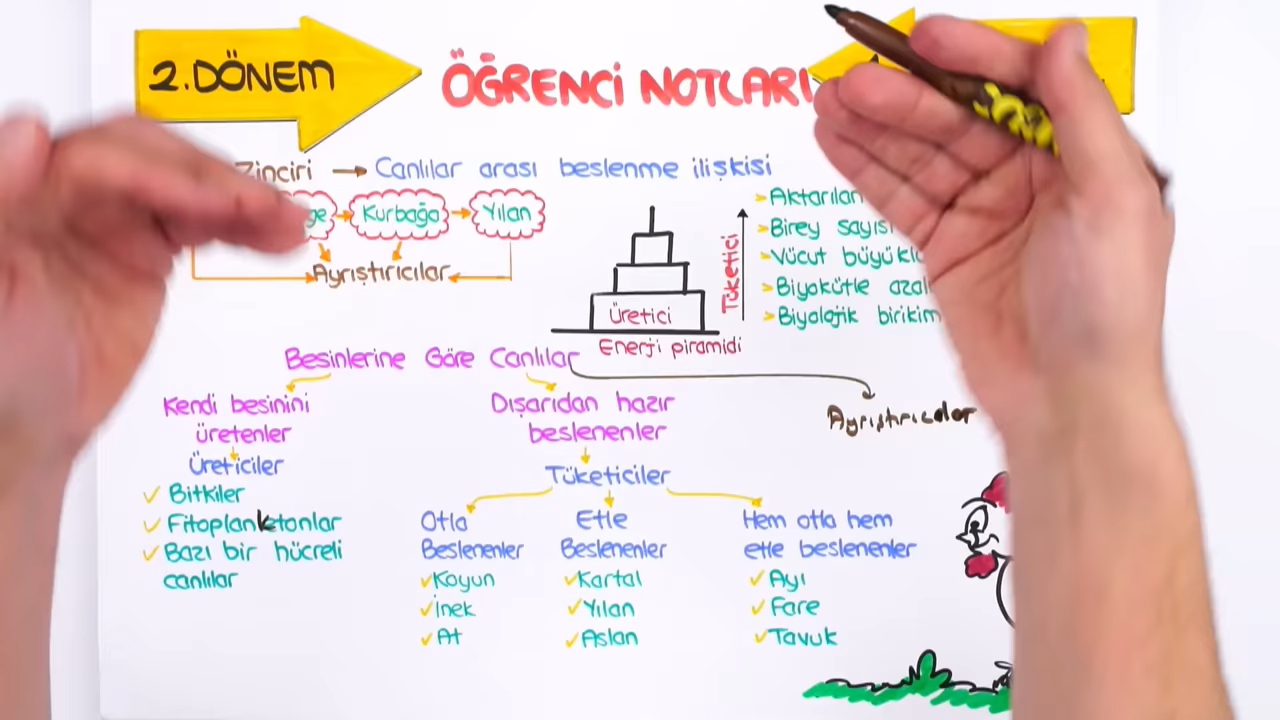 2.DÖNEM
ÖĞRENCİ NOTLARI
Zinciri → Canlılar arası beslenme ilişkisi
Kurbağa
Yılan
Ayrıştırıcılar
Üretici
Enerji piramidi
Tüketici
Aktarılan
Birey sayısı
Vücut
Biyokütle
Biyolojik birikim
Besinlerine Göre Canlılar
Kendi besinini
üretenler
Üreticiler
Bitkiler
Fitoplanktonlar
Bazı bir hücreli
canlılar
Dışarıdan hazır
beslenenler
Tüketiciler
Otla
Beslenenler
Koyun
İnek
At
Etle
Beslenenler
Kartal
Yılan
Aslan
Hem otla hem
etle beslenenler
Ayı
Fare
Tavuk
Ayrıştırıcılar